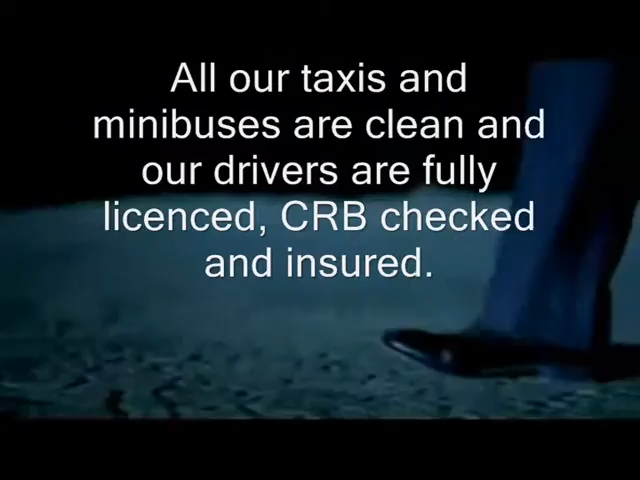 All our taxis and
minibuses are clean and
our drivers are fully
licenced, CRB checked
and insured.